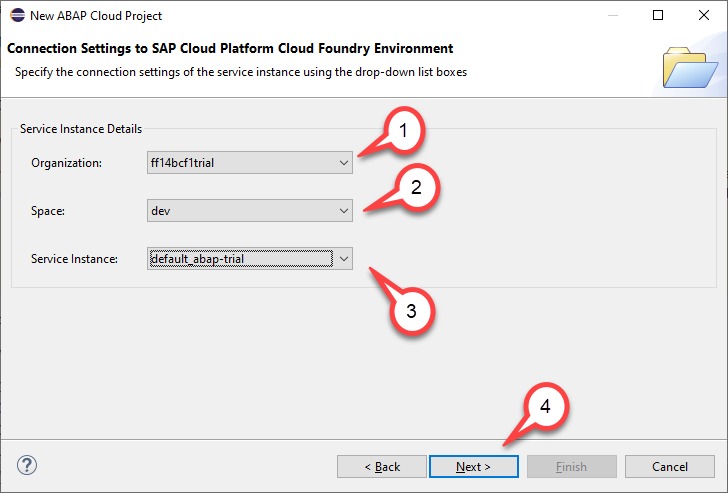 New ABAP Cloud Project
Connection Settings to SAP Cloud Platform Cloud Foundry Environment
Specify the connection settings of the service instance using the drop-down list boxes
Service Instance Details
1
Organization: ff14bcf1trial
2
Space: dev
Service Instance: default_abap-trial
3
4
< Back Next > Finish Cancel